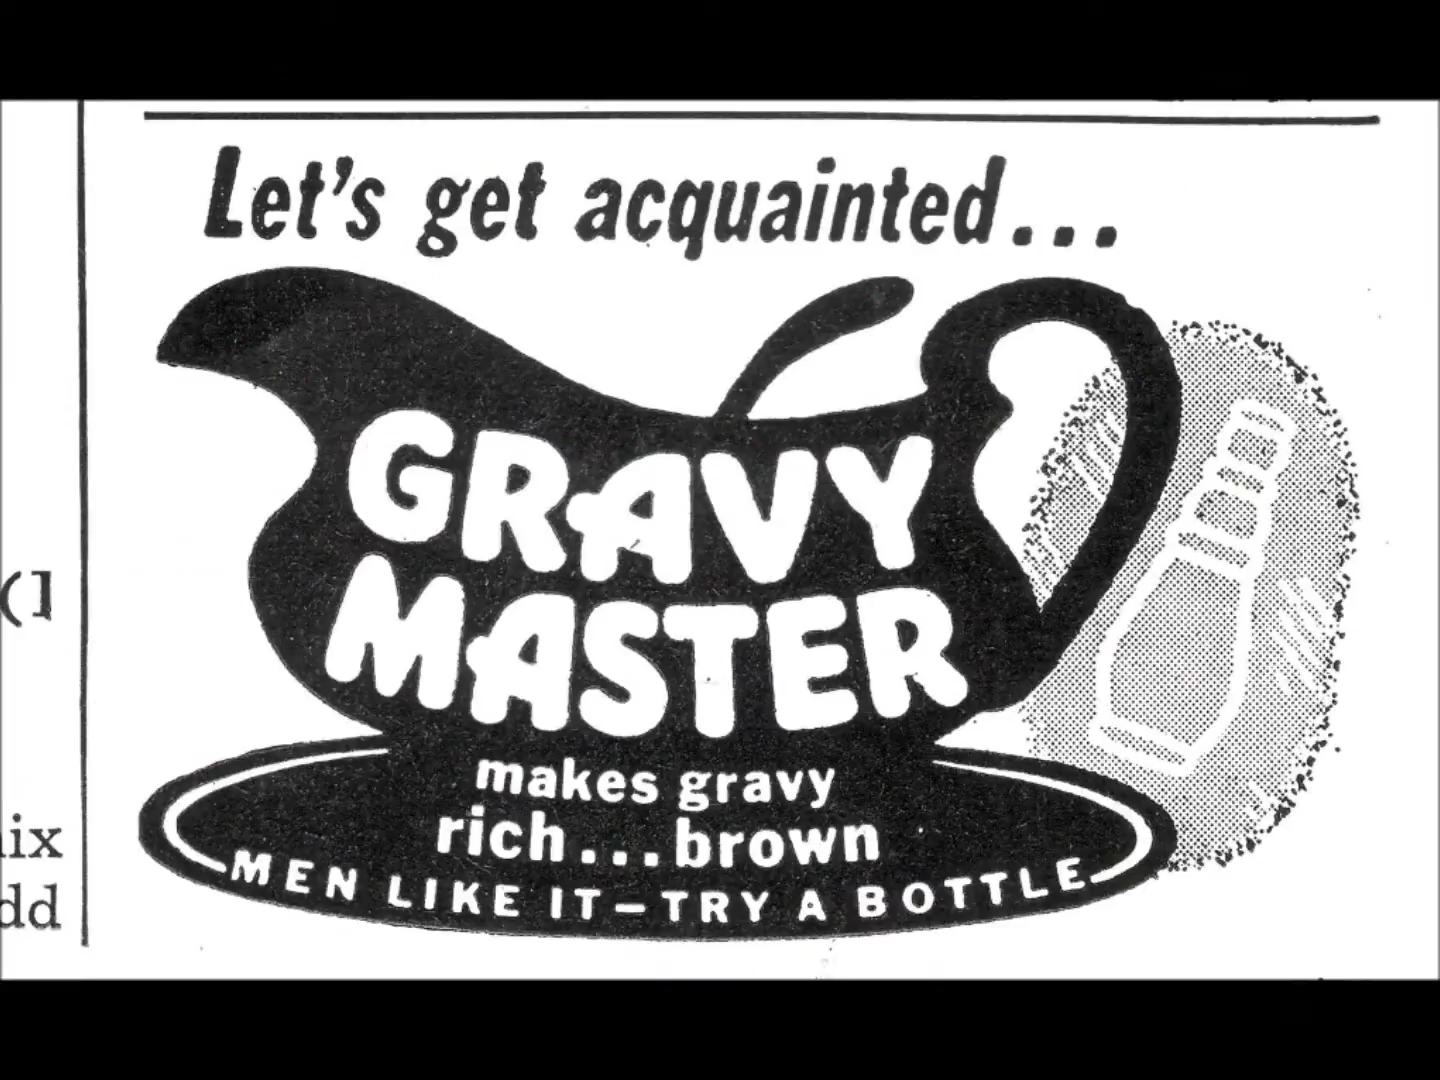 Let's get acquainted...
GRAVY
MASTER
makes gravy
rich...brown
MEN LIKE IT—TRY A BOTTLE
(]
ix
dd